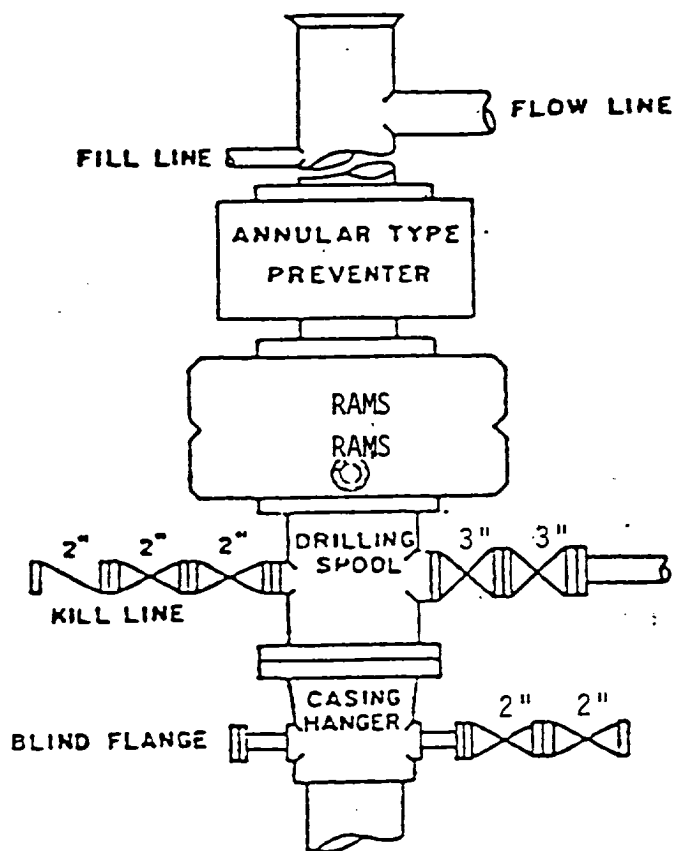 FLOW LINE
FILL LINE
ANNULAR TYPE
PREVENTER
RAMS
RAMS
2" 2" 2"
DRILLING
SPOOL
3" 3"
KILL LINE
CASING
HANGER
2" 2"
BLIND FLANGE